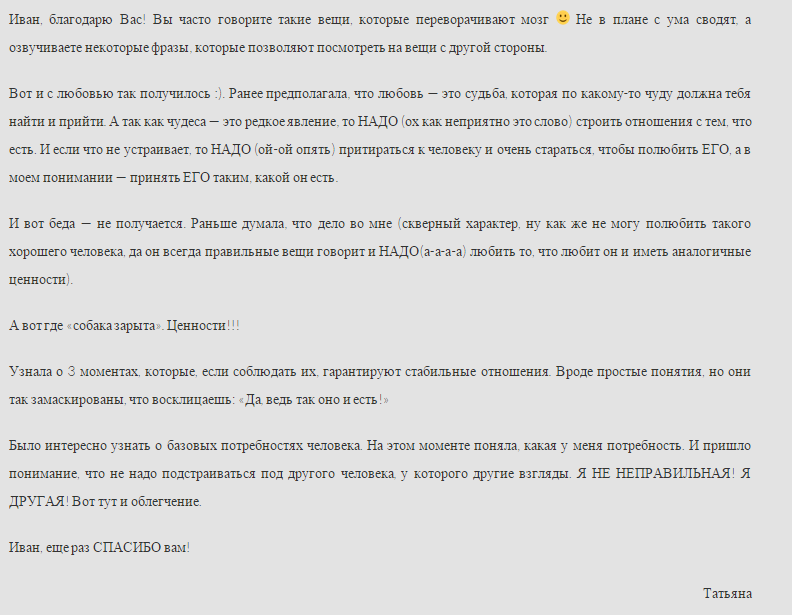 Иван, благодарю Вас! Вы часто говорите такие вещи, которые переворачивают мозг 🙂 Не в плане с ума сводят, а
озвучиваете некоторые фразы, которые позволяют посмотреть на вещи с другой стороны.
Вот и с любовью так получилось :). Ранее предполагала, что любовь — это судьба, которая по какому-то чуду должна тебя
найти и прийти. А так как чудеса — это редкое явление, то НАДО (ох как неприятно это слово) строить отношения с тем, что
есть. И если что не устраивает, то НАДО (ой-ой опять) притираться к человеку и очень стараться, чтобы полюбить ЕГО, а в
моем понимании — принять ЕГО таким, какой он есть.
И вот беда — не получается. Раньше думала, что дело во мне (скверный характер, ну как же не могу полюбить такого
хорошего человека, да он всегда правильные вещи говорит и НАДО(а-а-а-а) любить то, что любит он и иметь аналогичные
ценности).
А вот где «собака зарыта». Ценности!!!
Узнала о 3 моментах, которые, если соблюдать их, гарантируют стабильные отношения. Вроде простые понятия, но они
так замаскированы, что восклицаешь: «Да, ведь так оно и есть!»
Было интересно узнать о базовых потребностях человека. На этом моменте поняла, какая у меня потребность. И пришло
понимание, что не надо подстраиваться под другого человека, у которого другие взгляды. Я НЕ НЕПРАВИЛЬНАЯ! Я
ДРУГАЯ! Вот тут и облегчение.
Иван, еще раз СПАСИБО вам!
Татьяна